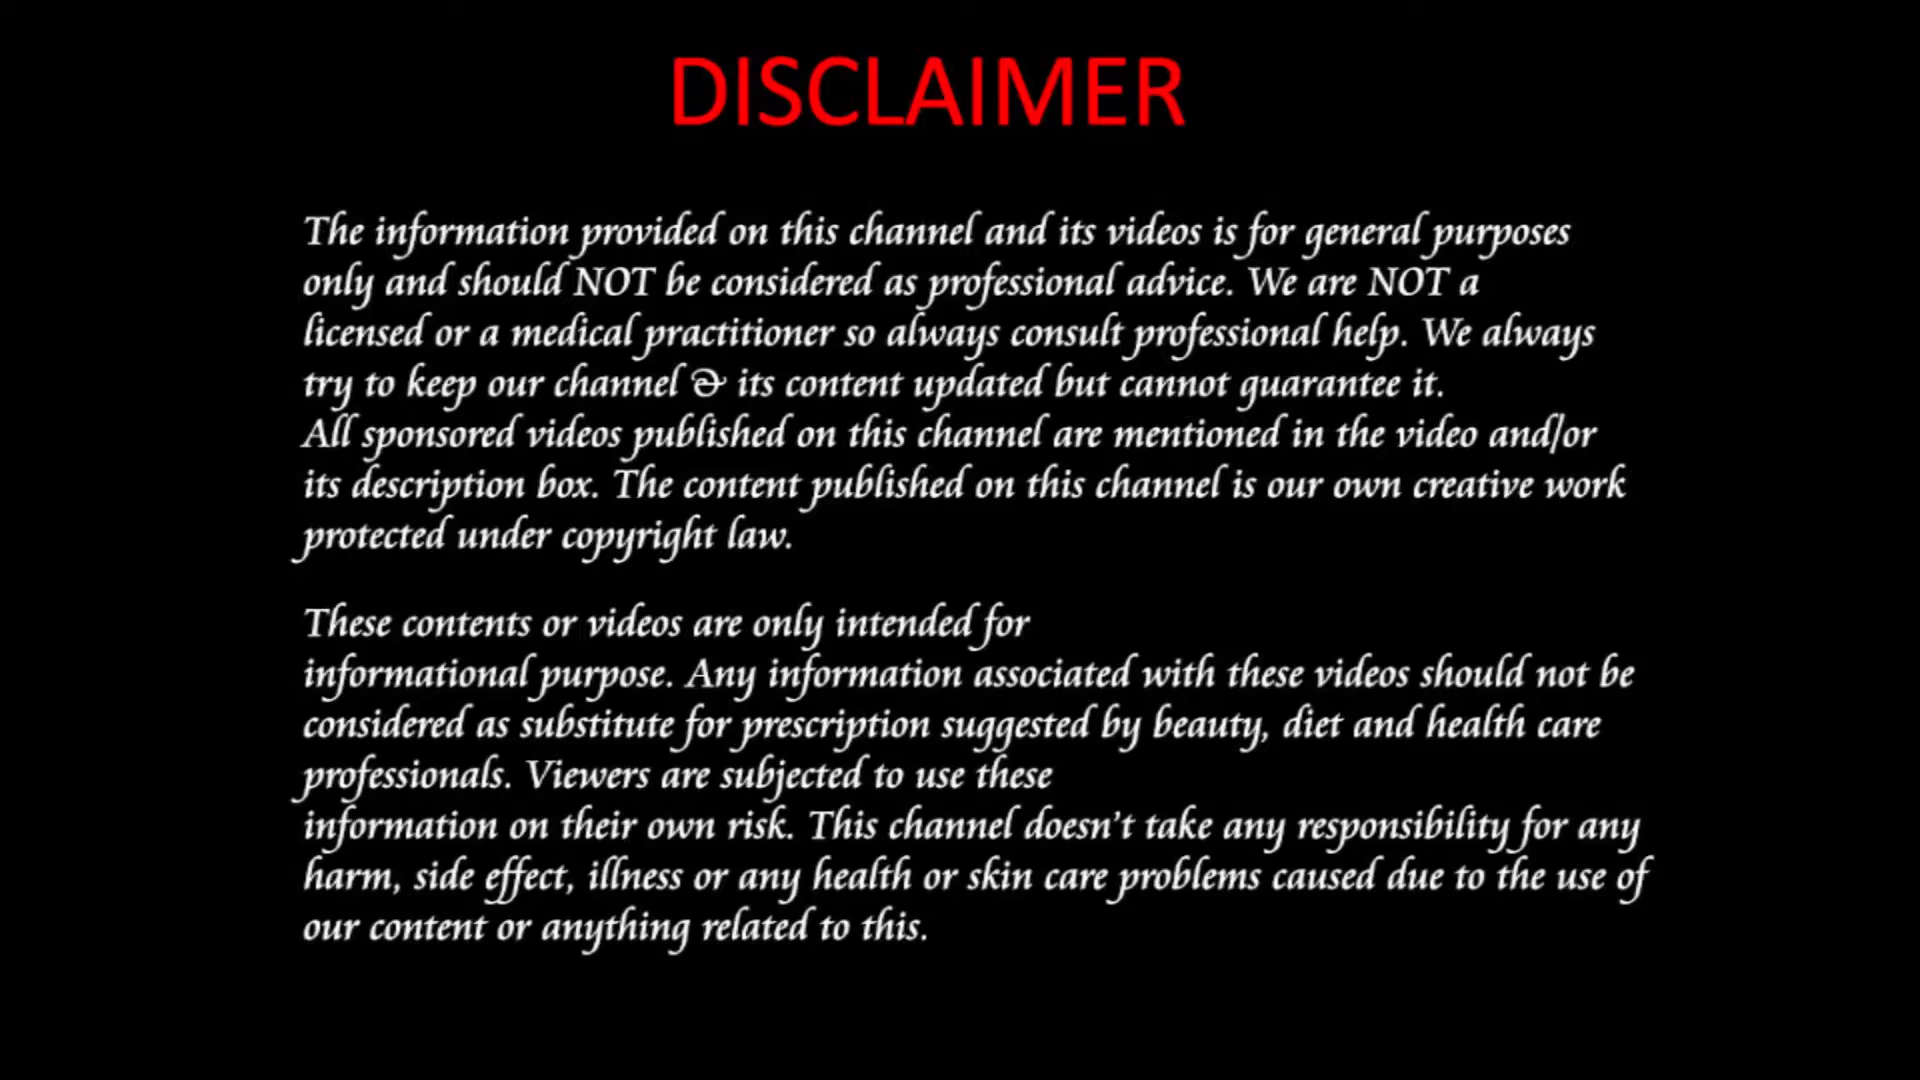 DISCLAIMER
The information provided on this channel and its videos is for general purposes
only and should NOT be considered as professional advice. We are NOT a
licensed or a medical practitioner so always consult professional help. We always
try to keep our channel & its content updated but cannot guarantee it.
All sponsored videos published on this channel are mentioned in the video and/or
its description box. The content published on this channel is our own creative work
protected under copyright law.
These contents or videos are only intended for
informational purpose. Any information associated with these videos should not be
considered as substitute for prescription suggested by beauty, diet and health care
professionals. Viewers are subjected to use these
information on their own risk. This channel doesn't take any responsibility for any
harm, side effect, illness or any health or skin care problems caused due to the use of
our content or anything related to this.